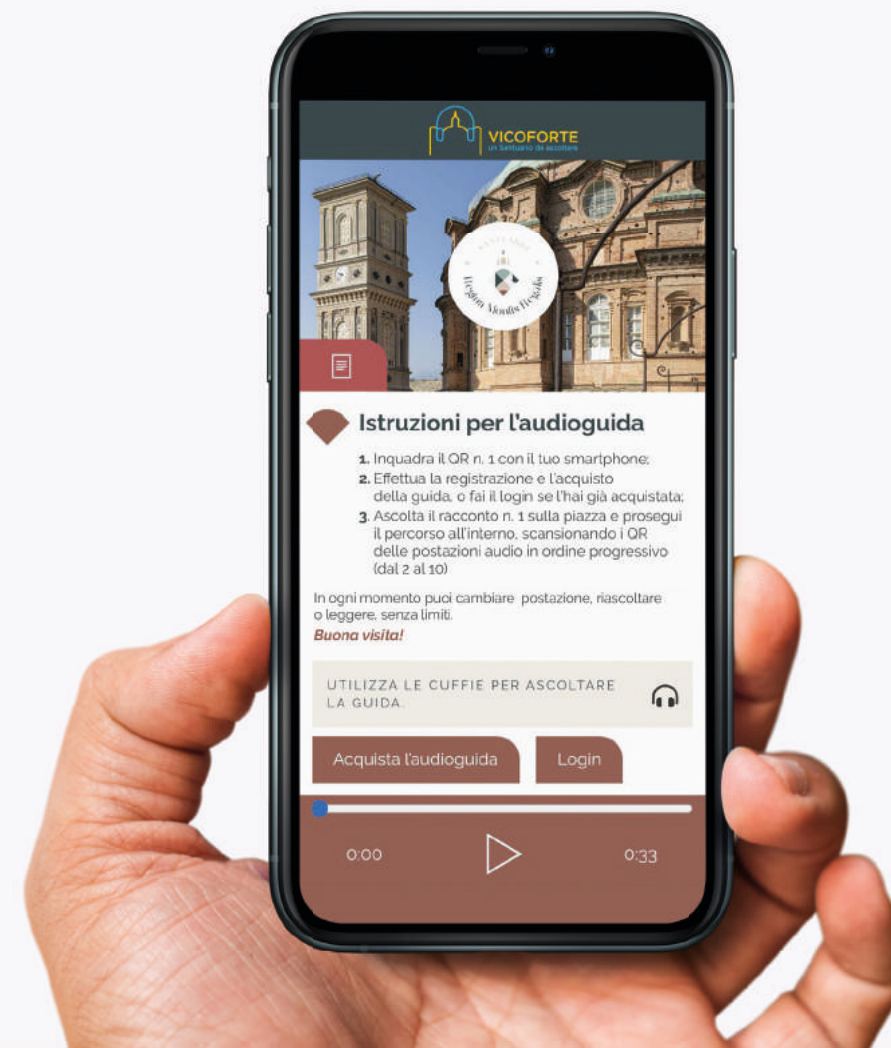 VICOFORTE
un Santuario da ascoltare
SANTUARIO
Regina Montis Regalis
Istruzioni per l'audioguida
1. Inquadra il QR n. 1 con il tuo smartphone;
2. Effettua la registrazione e l'acquisto
della guida, o fai il login se l'hai già acquistata;
3. Ascolta il racconto n. 1 sulla piazza e prosegui
il percorso all'interno, scansionando i QR
delle postazioni audio in ordine progressivo
(dal 2 al 10)
In ogni momento puoi cambiare postazione, riascoltare
o leggere, senza limiti.
Buona visita!
UTILIZZA LE CUFFIE PER ASCOLTARE
LA GUIDA.
Acquista l'audioguida Login
0:00 0:33